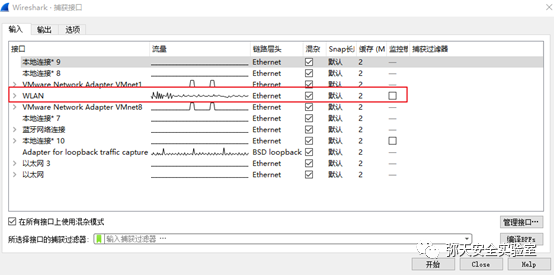 Wireshark · 捕获接口
输入 输出 选项
接口 流量 链路层头 混杂 Snap长 缓存 (M 监控模 捕获过滤器
本地连接* 9 Ethernet 默认 2 —
本地连接* 8 Ethernet 默认 2 —
VMware Network Adapter VMnet1 Ethernet 默认 2 —
WLAN Ethernet 默认 2
VMware Network Adapter VMnet8 Ethernet 默认 2 —
本地连接* 7 Ethernet 默认 2 —
蓝牙网络连接 Ethernet 默认 2 —
本地连接* 10 Ethernet 默认 2
Adapter for loopback traffic capture BSD loopback 默认 2 —
以太网 3 Ethernet 默认 2 —
以太网 Ethernet 默认 2 —
在所有接口上使用混杂模式 管理接口…
所选择接口的捕获过滤器: 输入捕获过滤器 … 编译BPFs
弥天安全实验室
开始 Close Help